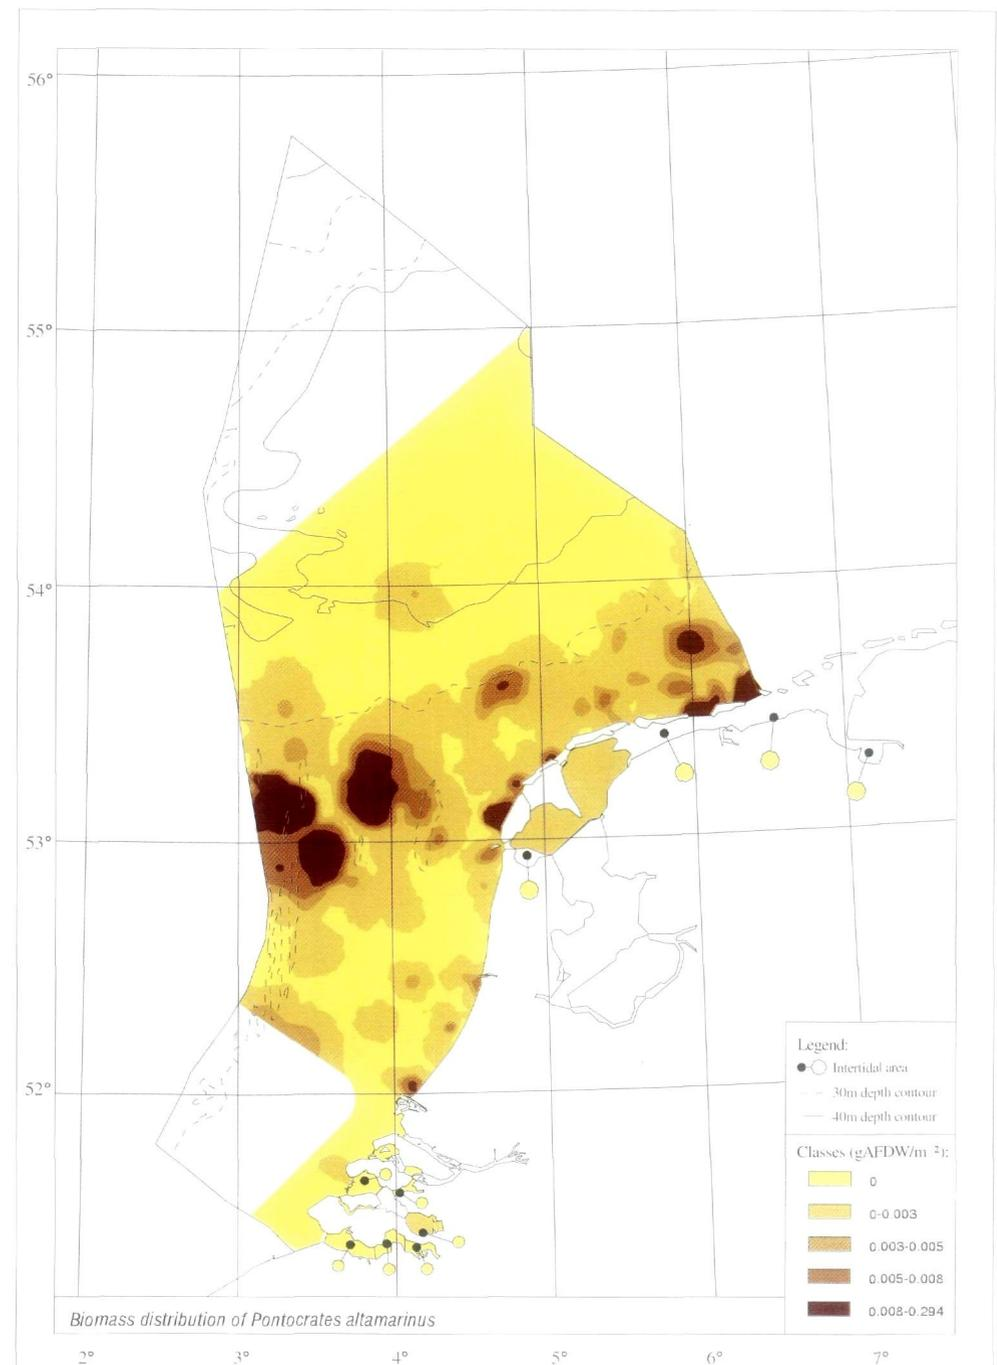 56°
55°
54°
53°
52°
Legend:
Intertidal area
30m depth contour
40m depth contour
Classes (gAFDW/m ²):
0
0-0.003
0.003-0.005
0.005-0.008
0.008-0.294
Biomass distribution of Pontocrates altamarinus
2° 3° 4° 5° 6° 7°